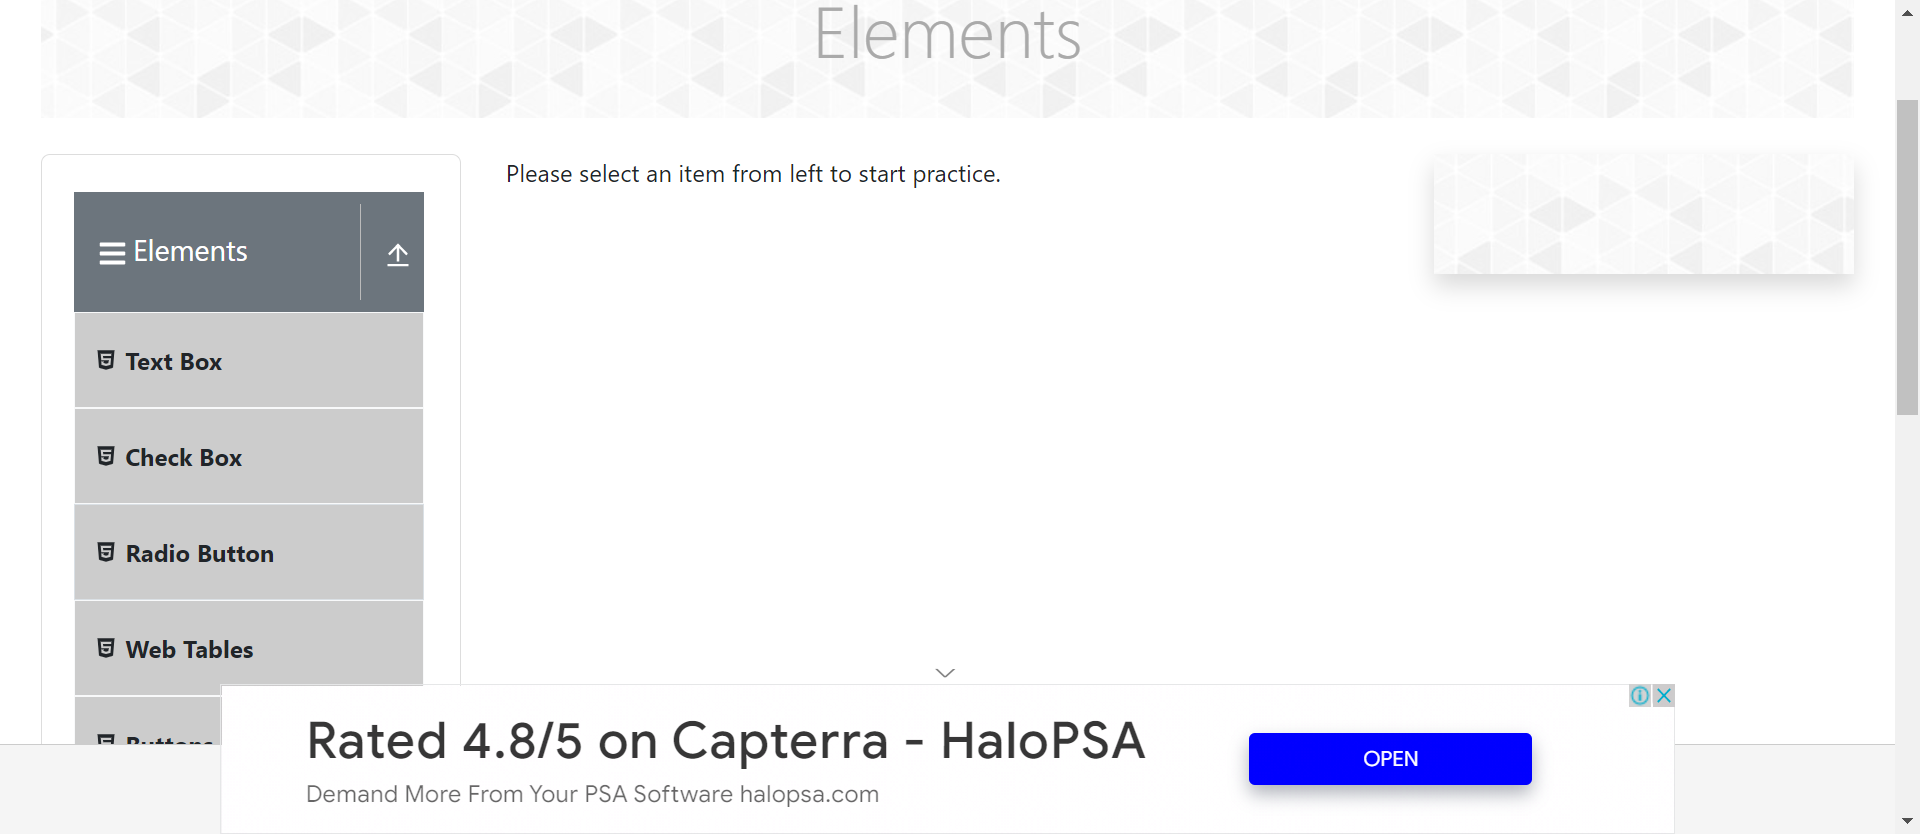 Elements
Please select an item from left to start practice.
Elements
Text Box
Check Box
Radio Button
Web Tables
Buttons
Rated 4.8/5 on Capterra - HaloPSA
Demand More From Your PSA Software halopsa.com
OPEN